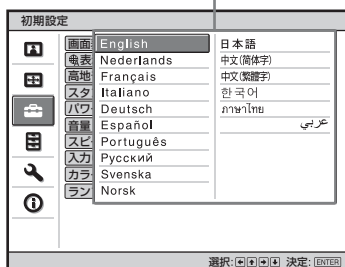 初期設定
画面
English
Nederlands
Français
Italiano
Deutsch
Español
Português
Русский
Svenska
Norsk
日本語
中文(简体字)
中文(繁體字)
한국어
ภาษาไทย
عربي
高地
スタ
パワ
音量
スピ
入力
カラ
ラン
選択: 決定: ENTER